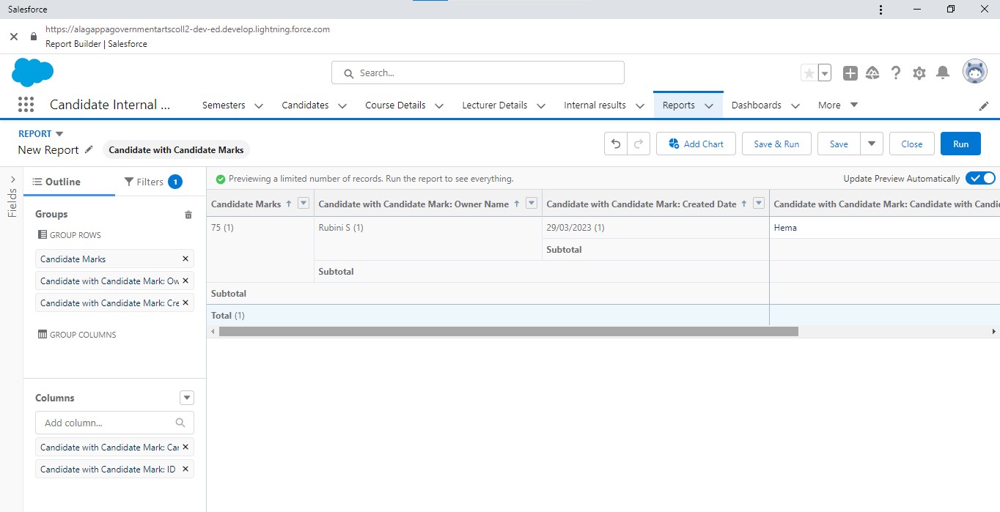 Salesforce
https://alagappagovernmentartscoll2-dev-ed.develop.lightning.force.com
Report Builder | Salesforce
Search...
Candidate Internal ...
Semesters
Candidates
Course Details
Lecturer Details
Internal results
Reports
Dashboards
More
REPORT
New Report
Candidate with Candidate Marks
Add Chart
Save & Run
Save
Close
Run
Fields
Outline
Filters
1
Previewing a limited number of records. Run the report to see everything.
Update Preview Automatically
Groups
GROUP ROWS
Candidate Marks
Candidate with Candidate Mark: Ow
Candidate with Candidate Mark: Cre
GROUP COLUMNS
Columns
Add column...
Candidate with Candidate Mark: Car
Candidate with Candidate Mark: ID
Candidate Marks
Candidate with Candidate Mark: Owner Name
Candidate with Candidate Mark: Created Date
Candidate with Candidate Mark: Candidate with Candid
75 (1)
Rubini S (1)
29/03/2023 (1)
Hema
Subtotal
Subtotal
Subtotal
Total (1)